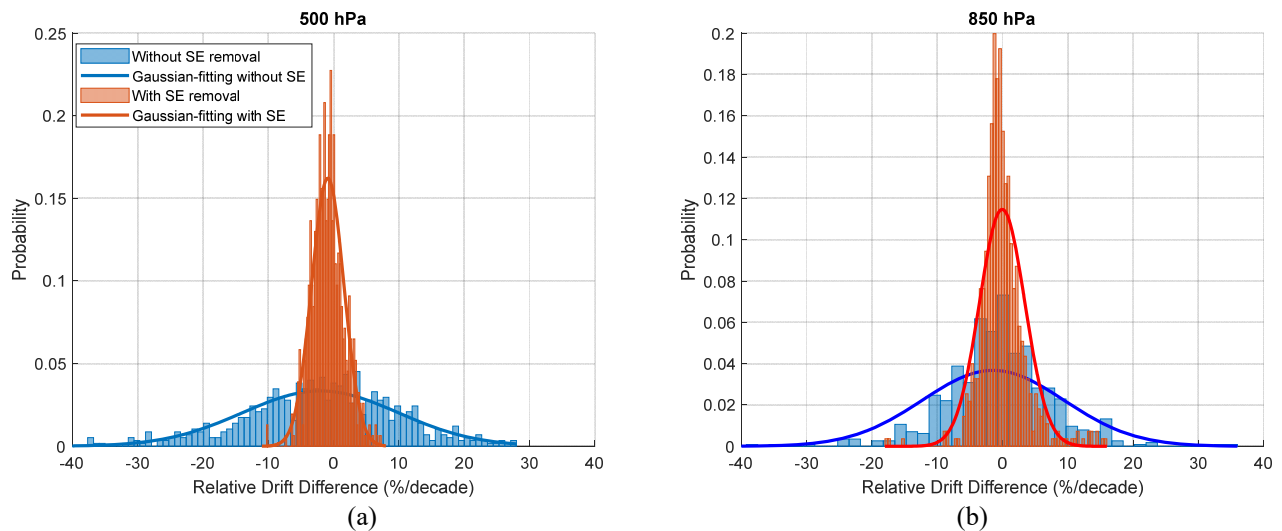 500 hPa
0.25
0.2
0.15
0.1
0.05
0
Probability
Without SE removal
Gaussian-fitting without SE
With SE removal
Gaussian-fitting with SE
-40 -30 -20 -10 0 10 20 30 40
Relative Drift Difference (%/decade)
(a)
850 hPa
0.2
0.18
0.16
0.14
0.12
0.1
0.08
0.06
0.04
0.02
0
Probability
-40 -30 -20 -10 0 10 20 30 40
Relative Drift Difference (%/decade)
(b)